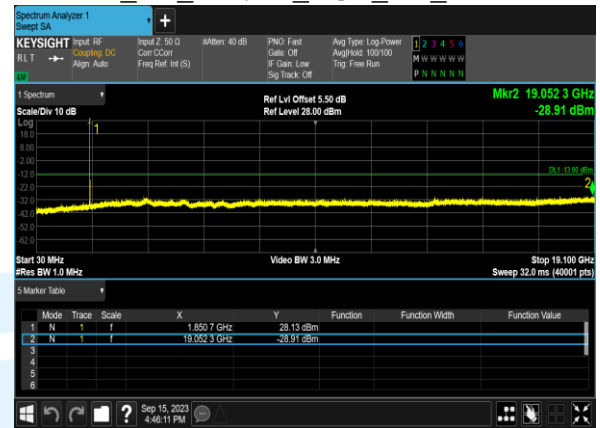 Spectrum Analyzer 1
Swept SA
+
KEYSIGHT
RLT
Input: RF
Coupling: DC
Align: Auto
Input Z: 50 Ω
Corr CCorr
Freq Ref: Int (S)
#Atten: 40 dB
PNO: Fast
Gate: Off
IF Gain: Low
Sig Track: Off
Avg Type: Log-Power
Avg|Hold: 100/100
Trig: Free Run
1 2 3 4 5 6
M W W W W W
P N N N N N
1 Spectrum
Scale/Div 10 dB
Ref Lvl Offset 5.50 dB
Ref Level 28.00 dBm
Mkr2 19.052 3 GHz
-28.91 dBm
Log
18.0
8.00
-2.00
-12.0
-22.0
-32.0
-42.0
-52.0
-62.0
1
DL1 -13.00 dBm
2
Start 30 MHz
#Res BW 1.0 MHz
Video BW 3.0 MHz
Stop 19.100 GHz
Sweep 32.0 ms (40001 pts)
5 Marker Table
Mode Trace Scale X Y Function Function Width Function Value
1 N 1 f 1.850 7 GHz 28.13 dBm
2 N 1 f 19.052 3 GHz -28.91 dBm
3
4
5
6
?
Sep 15, 2023
4:46:11 PM